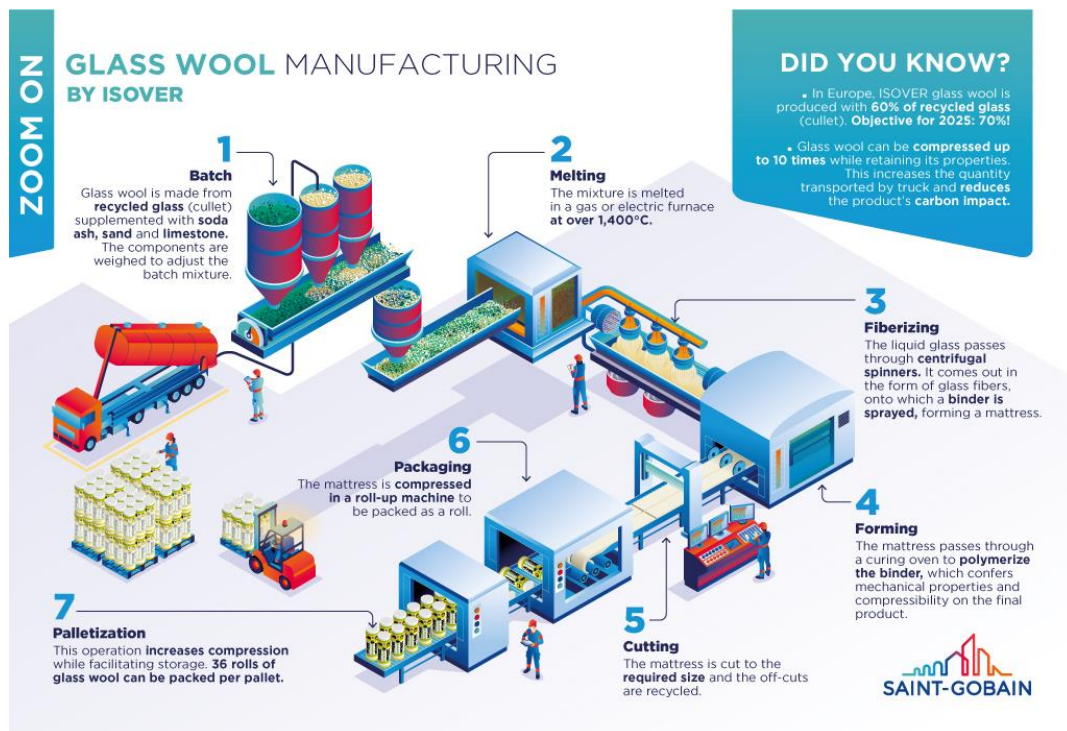 ZOOM ON
GLASS WOOL MANUFACTURING
BY ISOVER
DID YOU KNOW?
▪ In Europe, ISOVER glass wool is
produced with 60% of recycled glass
(cullet). Objective for 2025: 70%!
▪ Glass wool can be compressed up
to 10 times while retaining its properties.
This increases the quantity
transported by truck and reduces
the product's carbon impact.
1
Batch
Glass wool is made from
recycled glass (cullet)
supplemented with soda
ash, sand and limestone.
The components are
weighed to adjust the
batch mixture.
2
Melting
The mixture is melted
in a gas or electric furnace
at over 1,400°C.
3
Fiberizing
The liquid glass passes
through centrifugal
spinners. It comes out in
the form of glass fibers,
onto which a binder is
sprayed, forming a mattress.
4
Forming
The mattress passes through
a curing oven to polymerize
the binder, which confers
mechanical properties and
compressibility on the final
product.
5
Cutting
The mattress is cut to the
required size and the off-cuts
are recycled.
6
Packaging
The mattress is compressed
in a roll-up machine to
be packed as a roll.
7
Palletization
This operation increases compression
while facilitating storage. 36 rolls of
glass wool can be packed per pallet.
SAINT-GOBAIN